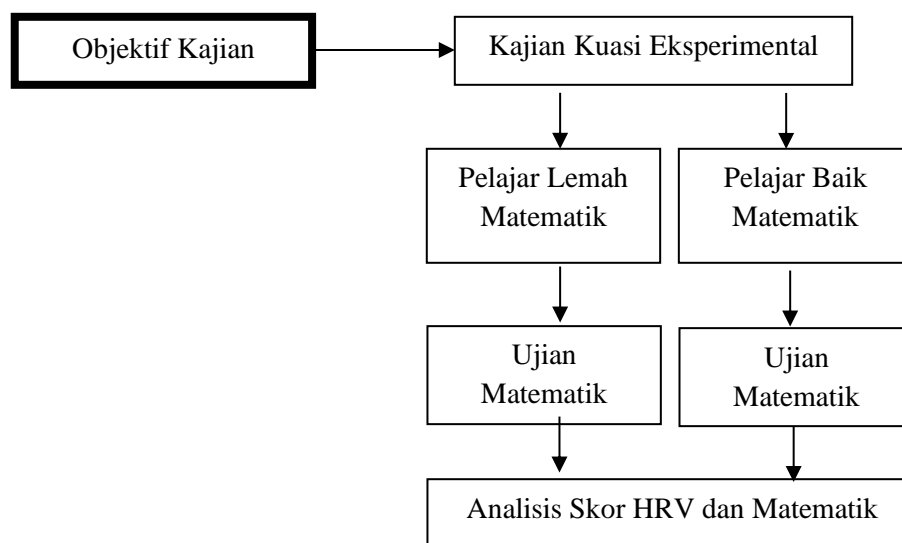 Objektif Kajian
Kajian Kuasi Eksperimental
Pelajar Lemah
Matematik
Pelajar Baik
Matematik
Ujian
Matematik
Ujian
Matematik
Analisis Skor HRV dan Matematik